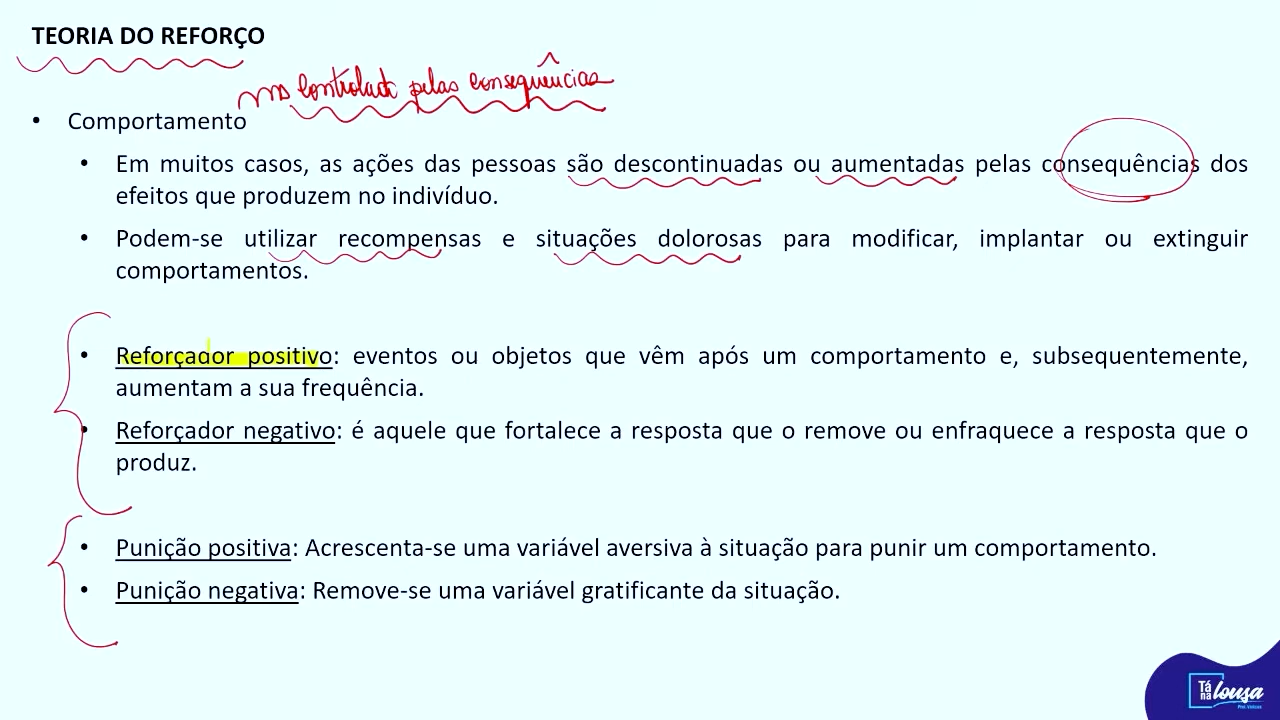 TEORIA DO REFORÇO
controlado pelas consequências
• Comportamento
• Em muitos casos, as ações das pessoas são descontinuadas ou aumentadas pelas consequências dos
efeitos que produzem no indivíduo.
• Podem-se utilizar recompensas e situações dolorosas para modificar, implantar ou extinguir
comportamentos.
• Reforçador positivo: eventos ou objetos que vêm após um comportamento e, subsequentemente,
aumentam a sua frequência.
• Reforçador negativo: é aquele que fortalece a resposta que o remove ou enfraquece a resposta que o
produz.
• Punição positiva: Acrescenta-se uma variável aversiva à situação para punir um comportamento.
• Punição negativa: Remove-se uma variável gratificante da situação.
Tá
na lousa